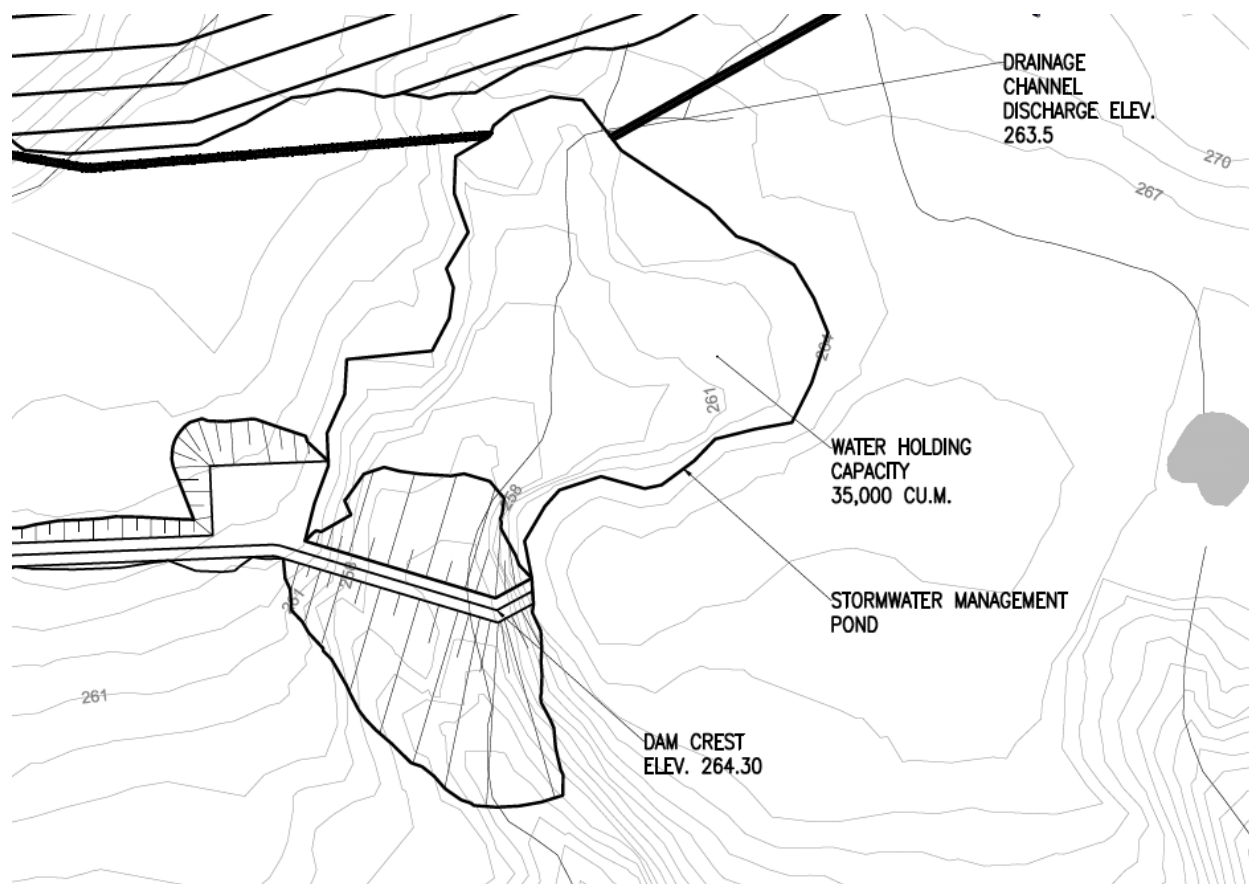 DRAINAGE
CHANNEL
DISCHARGE ELEV.
263.5
270
267
264
261
WATER HOLDING
CAPACITY
35,000 CU.M.
258
258
261
STORMWATER MANAGEMENT
POND
261
DAM CREST
ELEV. 264.30